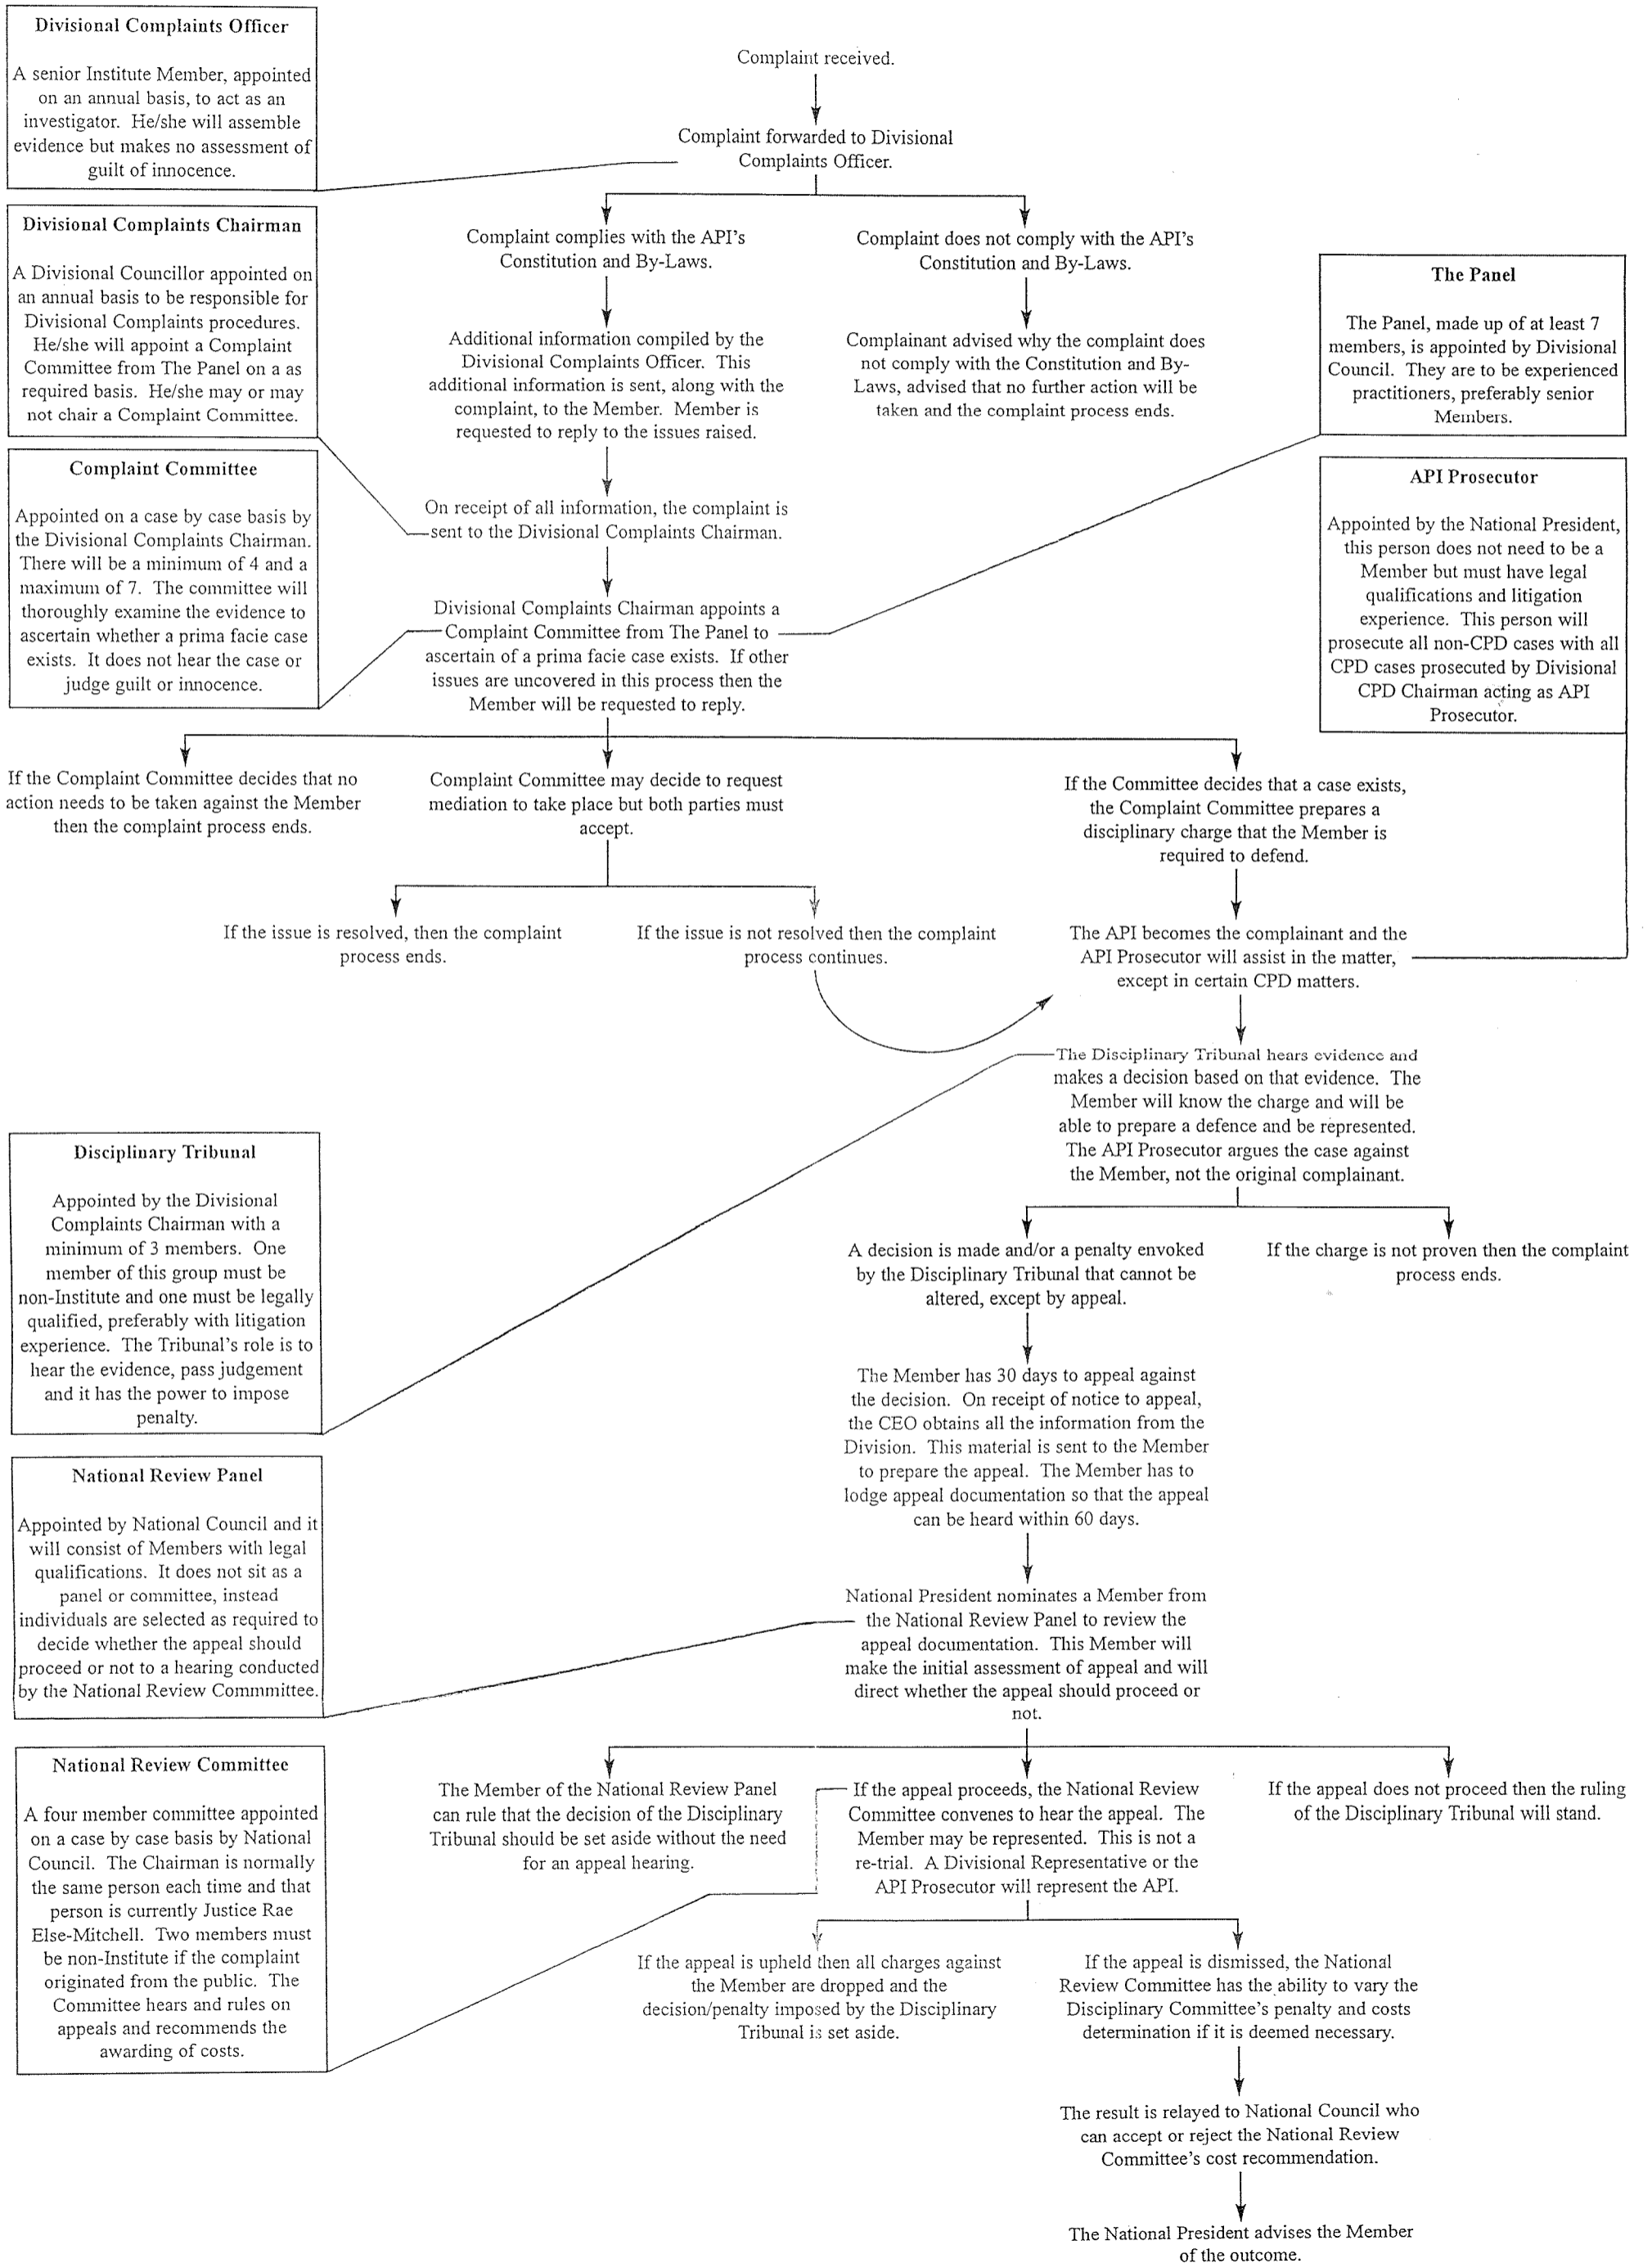 Divisional Complaints Officer
A senior Institute Member, appointed
on an annual basis, to act as an
investigator. He/she will assemble
evidence but makes no assessment of
guilt of innocence.
Complaint received.
Complaint forwarded to Divisional
Complaints Officer.
Divisional Complaints Chairman
A Divisional Councillor appointed on
an annual basis to be responsible for
Divisional Complaints procedures.
He/she will appoint a Complaint
Committee from The Panel on a as
required basis. He/she may or may
not chair a Complaint Committee.
Complaint complies with the API's
Constitution and By-Laws.
Complaint does not comply with the API's
Constitution and By-Laws.
The Panel
The Panel, made up of at least 7
members, is appointed by Divisional
Council. They are to be experienced
practitioners, preferably senior
Members.
Additional information compiled by the
Divisional Complaints Officer. This
additional information is sent, along with the
complaint, to the Member. Member is
requested to reply to the issues raised.
Complainant advised why the complaint does
not comply with the Constitution and By-
Laws, advised that no further action will be
taken and the complaint process ends.
Complaint Committee
Appointed on a case by case basis by
the Divisional Complaints Chairman.
There will be a minimum of 4 and a
maximum of 7. The committee will
thoroughly examine the evidence to
ascertain whether a prima facie case
exists. It does not hear the case or
judge guilt or innocence.
On receipt of all information, the complaint is
sent to the Divisional Complaints Chairman.
API Prosecutor
Appointed by the National President,
this person does not need to be a
Member but must have legal
qualifications and litigation
experience. This person will
prosecute all non-CPD cases with all
CPD cases prosecuted by Divisional
CPD Chairman acting as API
Prosecutor.
Divisional Complaints Chairman appoints a
Complaint Committee from The Panel to
ascertain of a prima facie case exists. If other
issues are uncovered in this process then the
Member will be requested to reply.
If the Complaint Committee decides that no
action needs to be taken against the Member
then the complaint process ends.
Complaint Committee may decide to request
mediation to take place but both parties must
accept.
If the Committee decides that a case exists,
the Complaint Committee prepares a
disciplinary charge that the Member is
required to defend.
If the issue is resolved, then the complaint
process ends.
If the issue is not resolved then the complaint
process continues.
The API becomes the complainant and the
API Prosecutor will assist in the matter,
except in certain CPD matters.
The Disciplinary Tribunal hears evidence and
makes a decision based on that evidence. The
Member will know the charge and will be
able to prepare a defence and be represented.
The API Prosecutor argues the case against
the Member, not the original complainant.
Disciplinary Tribunal
Appointed by the Divisional
Complaints Chairman with a
minimum of 3 members. One
member of this group must be
non-Institute and one must be legally
qualified, preferably with litigation
experience. The Tribunal's role is to
hear the evidence, pass judgement
and it has the power to impose
penalty.
A decision is made and/or a penalty envoked
by the Disciplinary Tribunal that cannot be
altered, except by appeal.
If the charge is not proven then the complaint
process ends.
The Member has 30 days to appeal against
the decision. On receipt of notice to appeal,
the CEO obtains all the information from the
Division. This material is sent to the Member
to prepare the appeal. The Member has to
lodge appeal documentation so that the appeal
can be heard within 60 days.
National Review Panel
Appointed by National Council and it
will consist of Members with legal
qualifications. It does not sit as a
panel or committee, instead
individuals are selected as required to
decide whether the appeal should
proceed or not to a hearing conducted
by the National Review Commmittee.
National President nominates a Member from
the National Review Panel to review the
appeal documentation. This Member will
make the initial assessment of appeal and will
direct whether the appeal should proceed or
not.
National Review Committee
A four member committee appointed
on a case by case basis by National
Council. The Chairman is normally
the same person each time and that
person is currently Justice Rae
Else-Mitchell. Two members must
be non-Institute if the complaint
originated from the public. The
Committee hears and rules on
appeals and recommends the
awarding of costs.
The Member of the National Review Panel
can rule that the decision of the Disciplinary
Tribunal should be set aside without the need
for an appeal hearing.
If the appeal proceeds, the National Review
Committee convenes to hear the appeal. The
Member may be represented. This is not a
re-trial. A Divisional Representative or the
API Prosecutor will represent the API.
If the appeal does not proceed then the ruling
of the Disciplinary Tribunal will stand.
If the appeal is upheld then all charges against
the Member are dropped and the
decision/penalty imposed by the Disciplinary
Tribunal is set aside.
If the appeal is dismissed, the National
Review Committee has the ability to vary the
Disciplinary Committee's penalty and costs
determination if it is deemed necessary.
The result is relayed to National Council who
can accept or reject the National Review
Committee's cost recommendation.
The National President advises the Member
of the outcome.